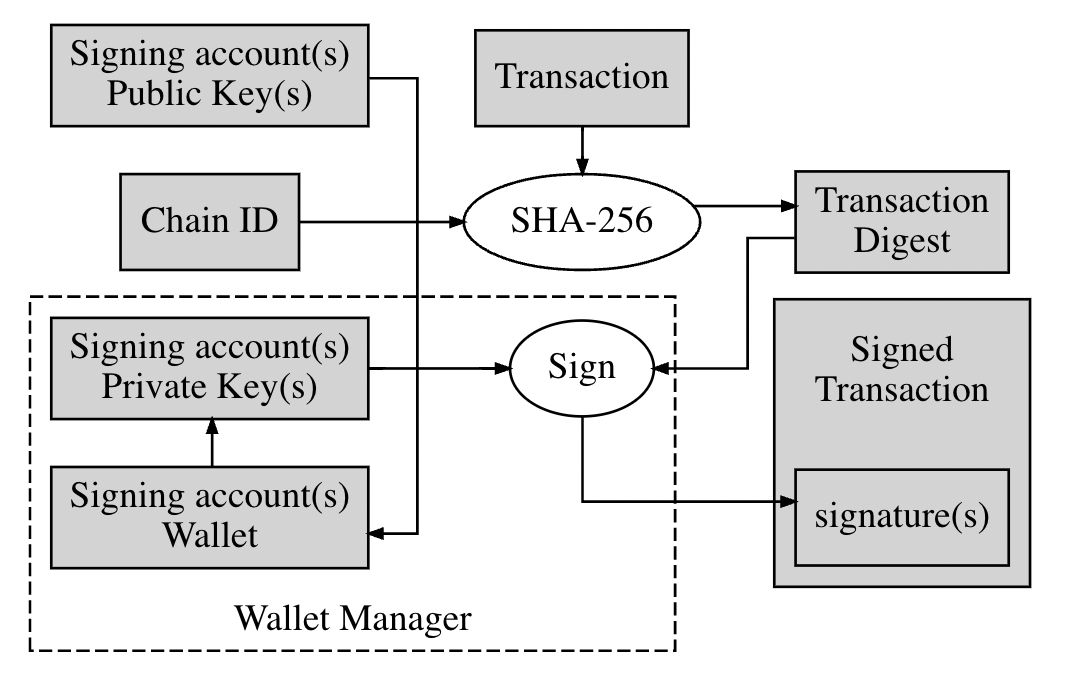 Signing account(s)
Public Key(s)
Transaction
Chain ID
SHA-256
Transaction
Digest
Signing account(s)
Private Key(s)
Sign
Signed
Transaction
Signing account(s)
Wallet
signature(s)
Wallet Manager